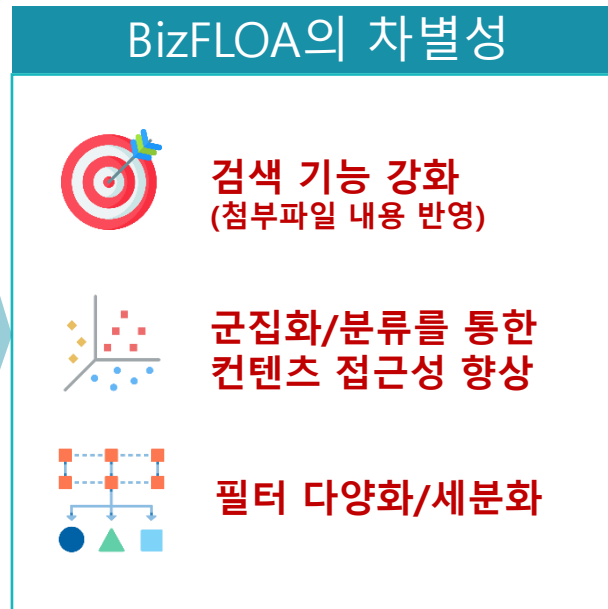 BizFLOA의 차별성
검색 기능 강화
(첨부파일 내용 반영)
군집화/분류를 통한
컨텐츠 접근성 향상
필터 다양화/세분화